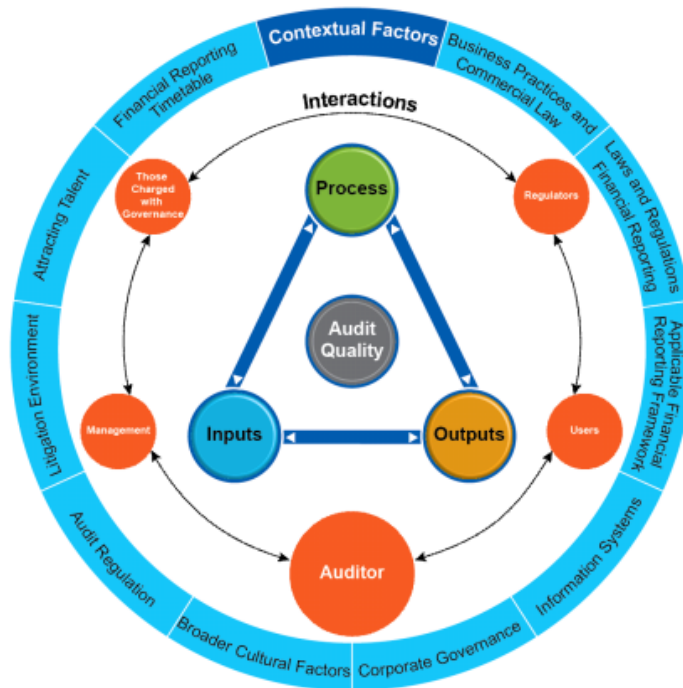 Contextual Factors
Business Practices and
Commercial Law
Laws and Regulations
Financial Reporting
Applicable Financial
Reporting Framework
Information Systems
Corporate Governance
Broader Cultural Factors
Audit Regulation
Litigation Environment
Attracting Talent
Financial Reporting
Timetable
Interactions
Those
Charged
with
Governance
Process
Regulators
Audit
Quality
Management
Inputs
Outputs
Users
Auditor